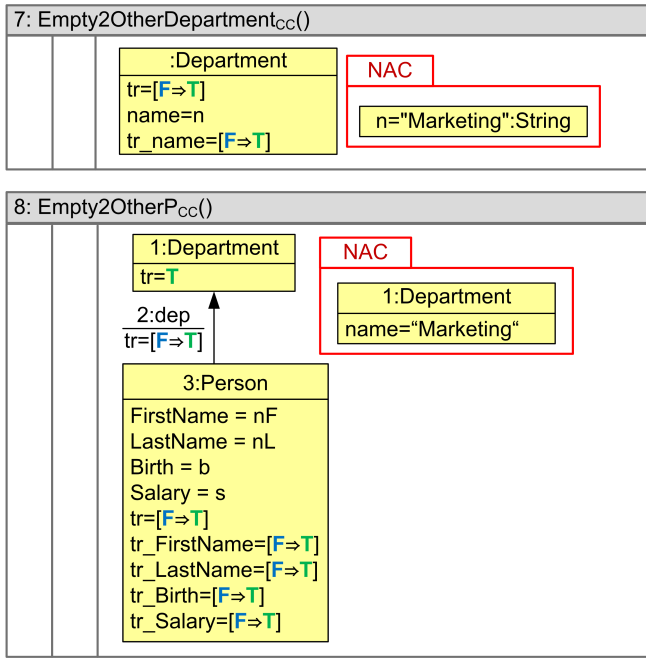 7: Empty2OtherDepartmentCC()
:Department
tr=[F⇒T]
name=n
tr_name=[F⇒T]
NAC
n="Marketing":String
8: Empty2OtherPCC()
1:Department
tr=T
2:dep
tr=[F⇒T]
NAC
1:Department
name=“Marketing“
3:Person
FirstName = nF
LastName = nL
Birth = b
Salary = s
tr=[F⇒T]
tr_FirstName=[F⇒T]
tr_LastName=[F⇒T]
tr_Birth=[F⇒T]
tr_Salary=[F⇒T]